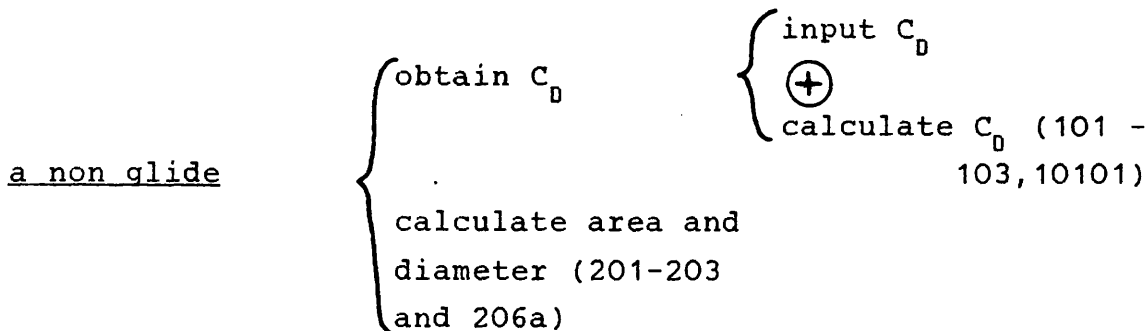 a non glide
obtain C_D
input C_D
+
calculate C_D (101 -
103,10101)
calculate area and
diameter (201-203
and 206a)